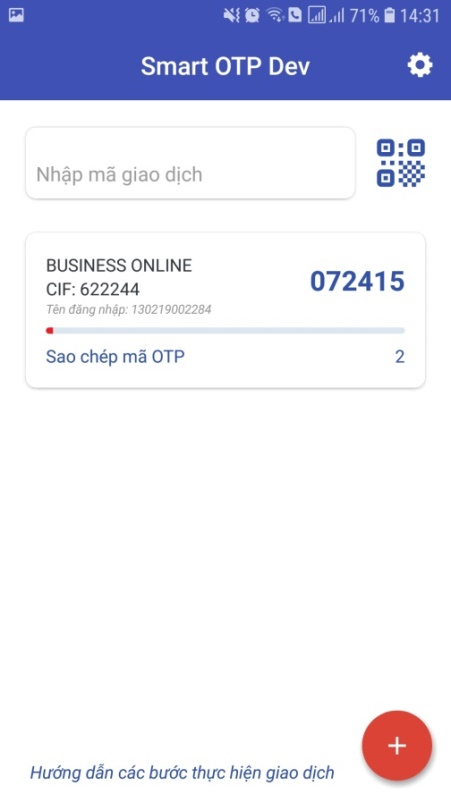 71% 14:31
Smart OTP Dev
Nhập mã giao dịch
BUSINESS ONLINE
CIF: 622244
072415
Tên đăng nhập: 130219002284
Sao chép mã OTP 2
Hướng dẫn các bước thực hiện giao dịch